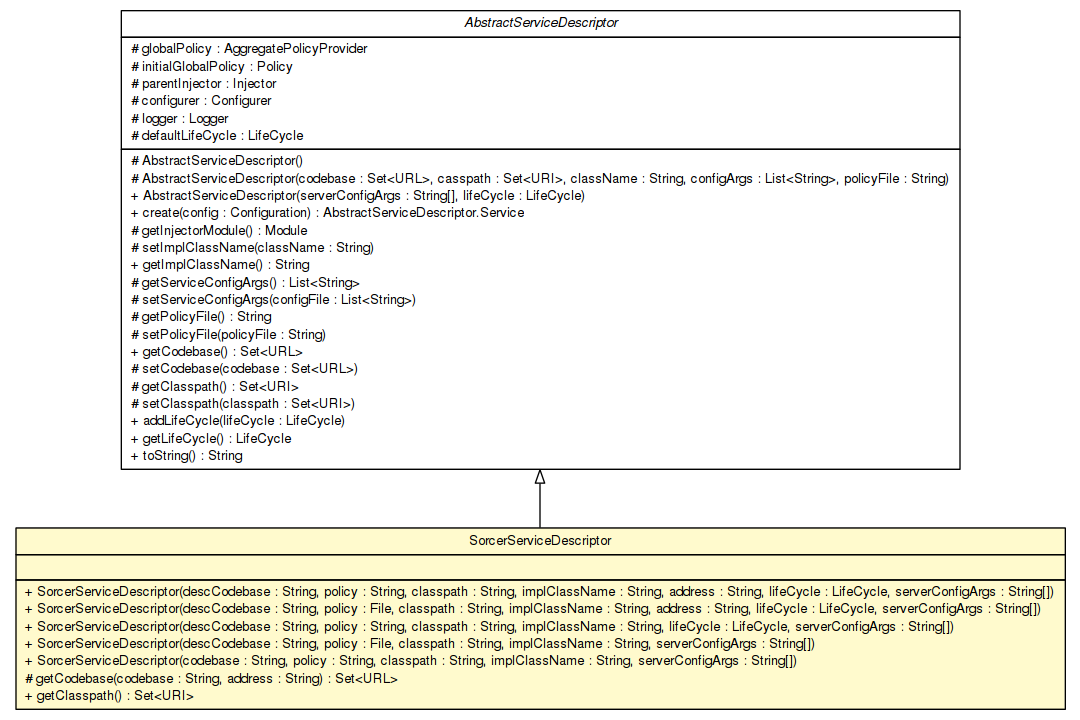 AbstractServiceDescriptor
# globalPolicy : AggregatePolicyProvider
# initialGlobalPolicy : Policy
# parentInjector : Injector
# configurer : Configurer
# logger : Logger
# defaultLifeCycle : LifeCycle
# AbstractServiceDescriptor()
# AbstractServiceDescriptor(codebase : Set<URL>, casspath : Set<URI>, className : String, configArgs : List<String>, policyFile : String)
+ AbstractServiceDescriptor(serverConfigArgs : String[], lifeCycle : LifeCycle)
+ create(config : Configuration) : AbstractServiceDescriptor.Service
# getInjectorModule() : Module
# setImplClassName(className : String)
+ getImplClassName() : String
# getServiceConfigArgs() : List<String>
# setServiceConfigArgs(configFile : List<String>)
# getPolicyFile() : String
# setPolicyFile(policyFile : String)
+ getCodebase() : Set<URL>
# setCodebase(codebase : Set<URL>)
# getClasspath() : Set<URI>
# setClasspath(classpath : Set<URI>)
+ addLifeCycle(lifeCycle : LifeCycle)
+ getLifeCycle() : LifeCycle
+ toString() : String
SorcerServiceDescriptor
+ SorcerServiceDescriptor(descCodebase : String, policy : String, classpath : String, implClassName : String, address : String, lifeCycle : LifeCycle, serverConfigArgs : String[])
+ SorcerServiceDescriptor(descCodebase : String, policy : File, classpath : String, implClassName : String, address : String, lifeCycle : LifeCycle, serverConfigArgs : String[])
+ SorcerServiceDescriptor(descCodebase : String, policy : String, classpath : String, implClassName : String, lifeCycle : LifeCycle, serverConfigArgs : String[])
+ SorcerServiceDescriptor(descCodebase : String, policy : File, classpath : String, implClassName : String, serverConfigArgs : String[])
+ SorcerServiceDescriptor(codebase : String, policy : String, classpath : String, implClassName : String, serverConfigArgs : String[])
# getCodebase(codebase : String, address : String) : Set<URL>
+ getClasspath() : Set<URI>